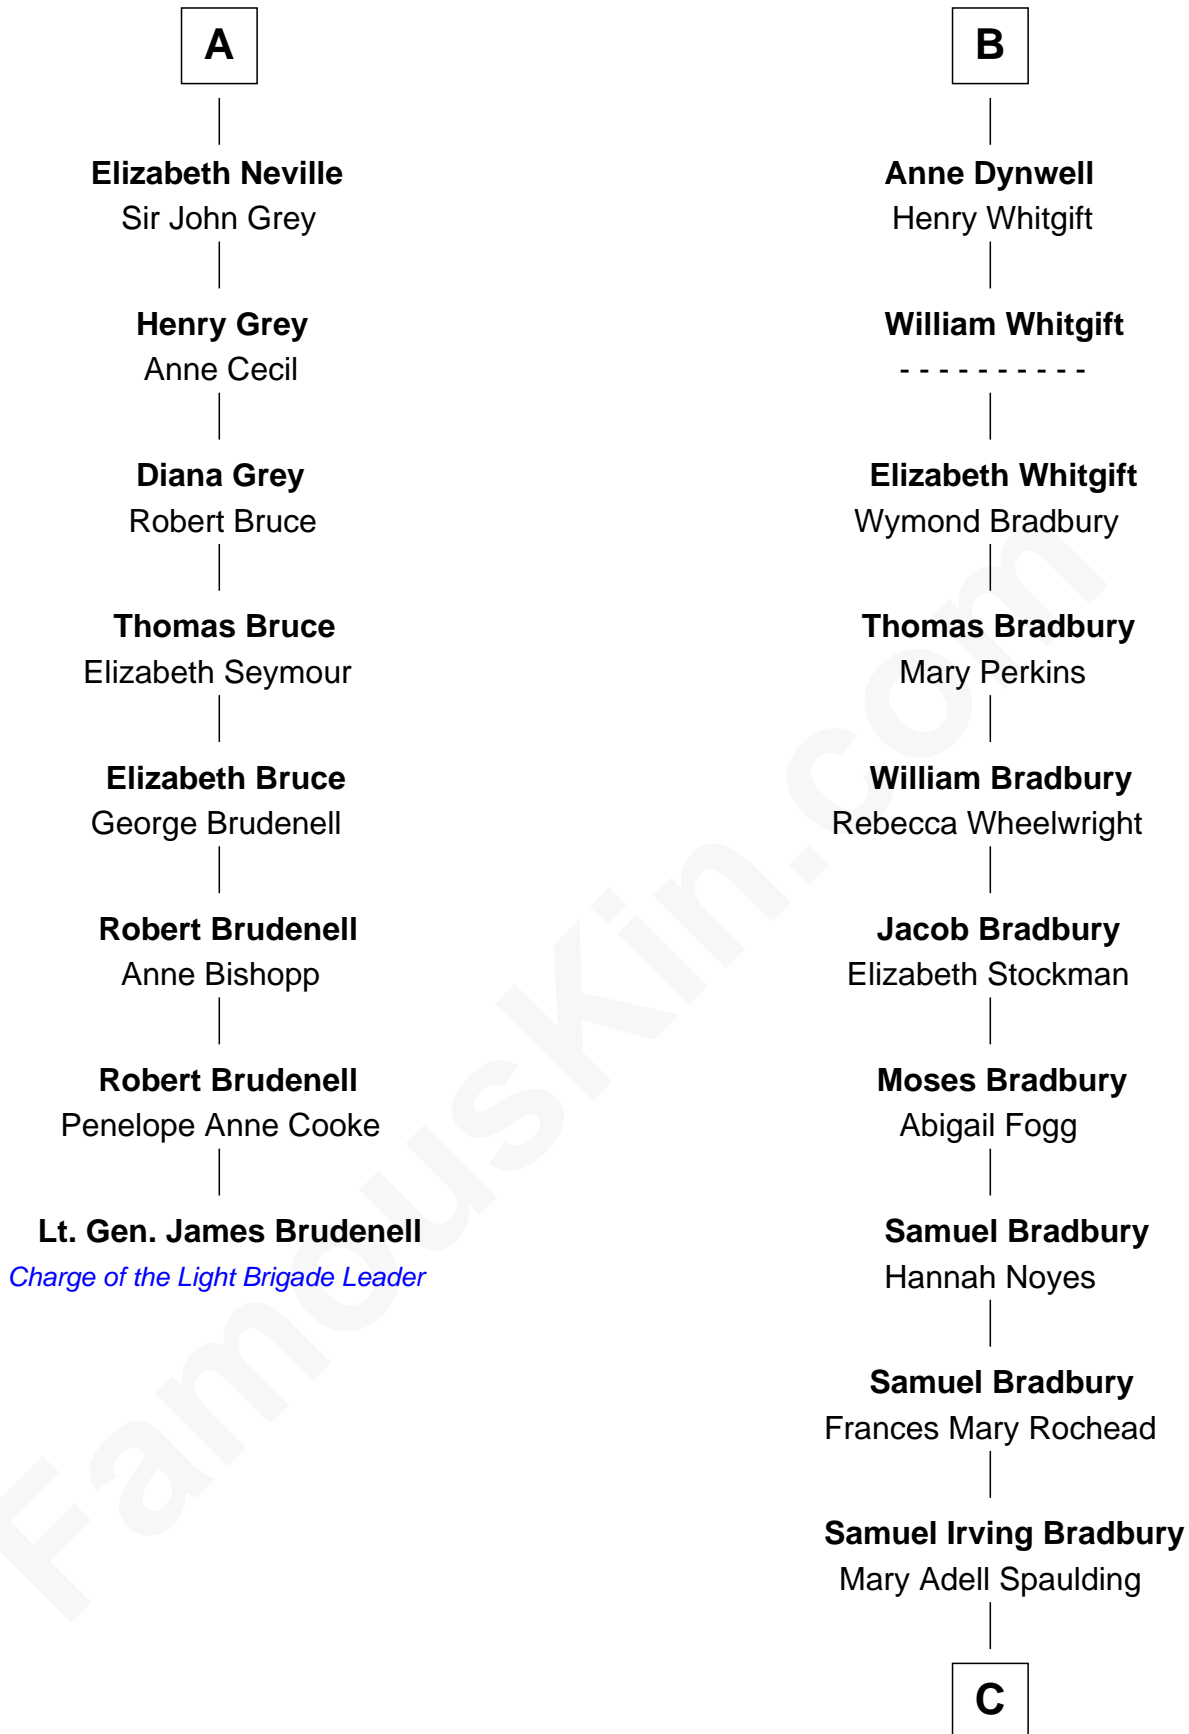 A
Elizabeth Neville
Sir John Grey
Henry Grey
Anne Cecil
Diana Grey
Robert Bruce
Thomas Bruce
Elizabeth Seymour
Elizabeth Bruce
George Brudenell
Robert Brudenell
Anne Bishopp
Robert Brudenell
Penelope Anne Cooke
Lt. Gen. James Brudenell
Charge of the Light Brigade Leader
B
Anne Dynwell
Henry Whitgift
William Whitgift
- - - - - - - - - -
Elizabeth Whitgift
Wymond Bradbury
Thomas Bradbury
Mary Perkins
William Bradbury
Rebecca Wheelwright
Jacob Bradbury
Elizabeth Stockman
Moses Bradbury
Abigail Fogg
Samuel Bradbury
Hannah Noyes
Samuel Bradbury
Frances Mary Rochead
Samuel Irving Bradbury
Mary Adell Spaulding
C
FamousKin.com